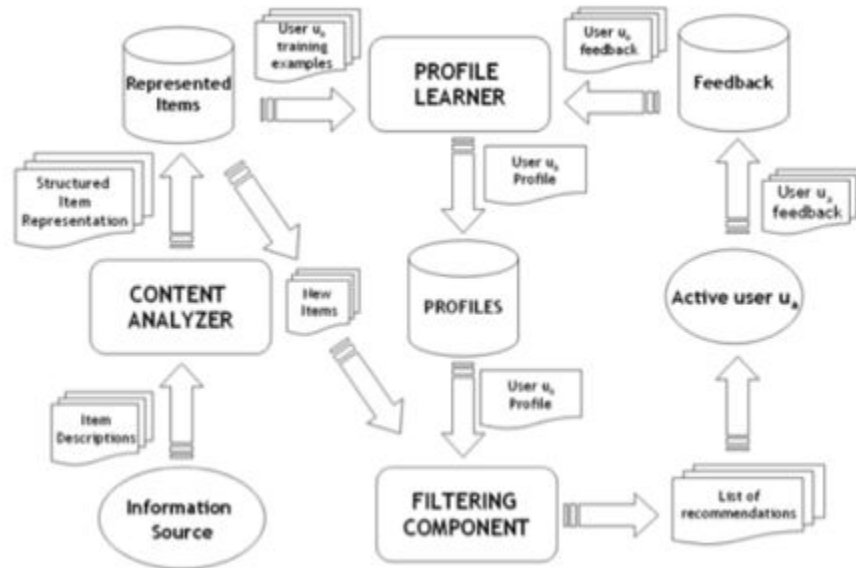 User uₐ
training
examples
User uₐ
feedback
Represented
Items
PROFILE
LEARNER
Feedback
Structured
Item
Representation
User uₐ
Profile
User uₐ
feedback
CONTENT
ANALYZER
New
Items
PROFILES
Active user uₐ
Item
Descriptions
User uₐ
Profile
Information
Source
FILTERING
COMPONENT
List of
recommendations